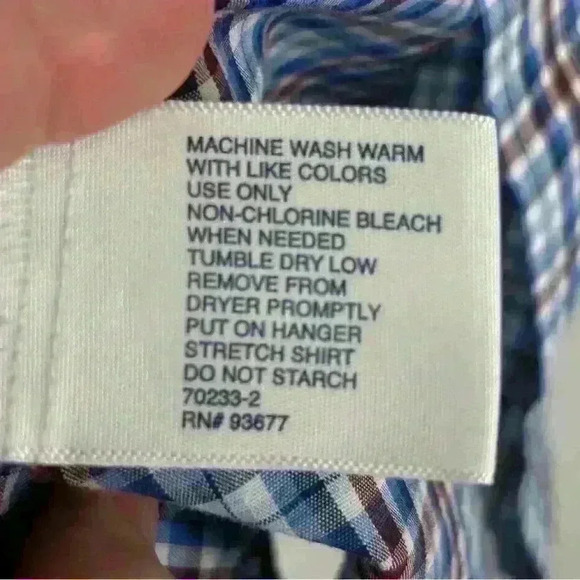 MACHINE WASH WARM
WITH LIKE COLORS
USE ONLY
NON-CHLORINE BLEACH
WHEN NEEDED
TUMBLE DRY LOW
REMOVE FROM
DRYER PROMPTLY
PUT ON HANGER
STRETCH SHIRT
DO NOT STARCH
70233-2
RN# 93677